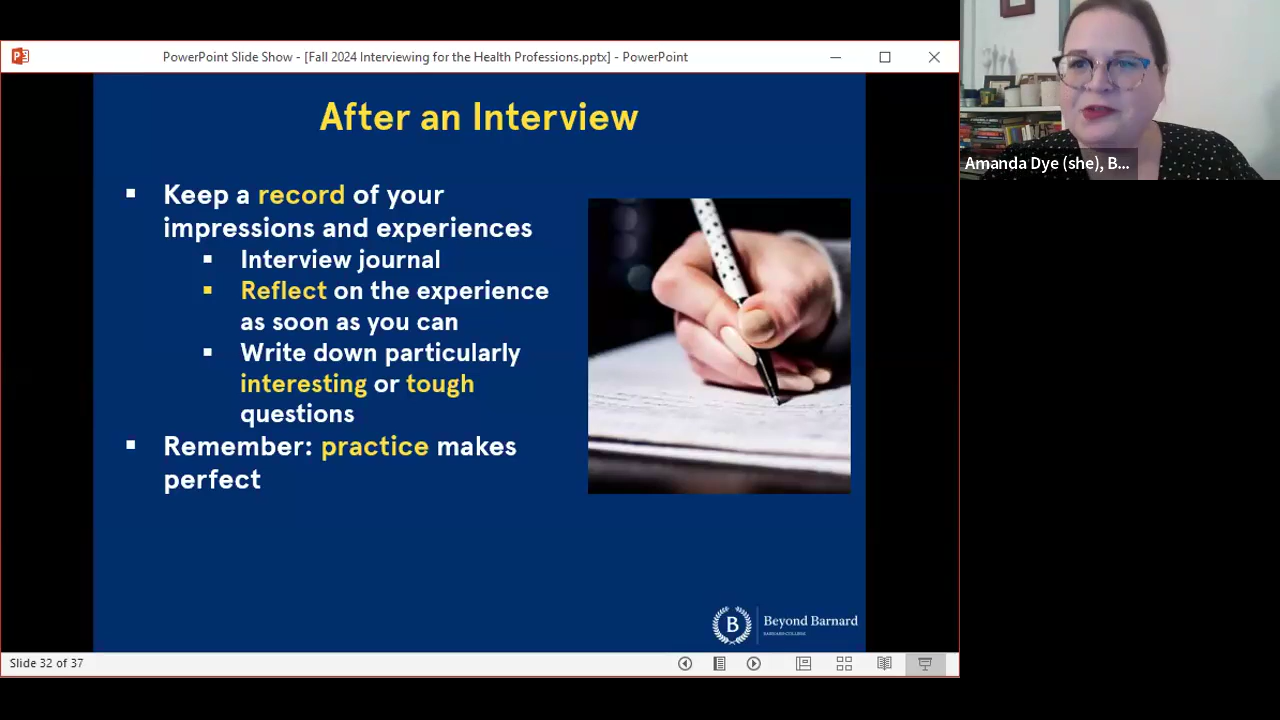 PowerPoint Slide Show - [Fall 2024 Interviewing for the Health Professions.pptx] - PowerPoint
After an Interview
Keep a record of your
impressions and experiences
Interview journal
Reflect on the experience
as soon as you can
Write down particularly
interesting or tough
questions
Remember: practice makes
perfect
B
Beyond Barnard
BARNARD COLLEGE
Slide 32 of 37
Amanda Dye (she), B...